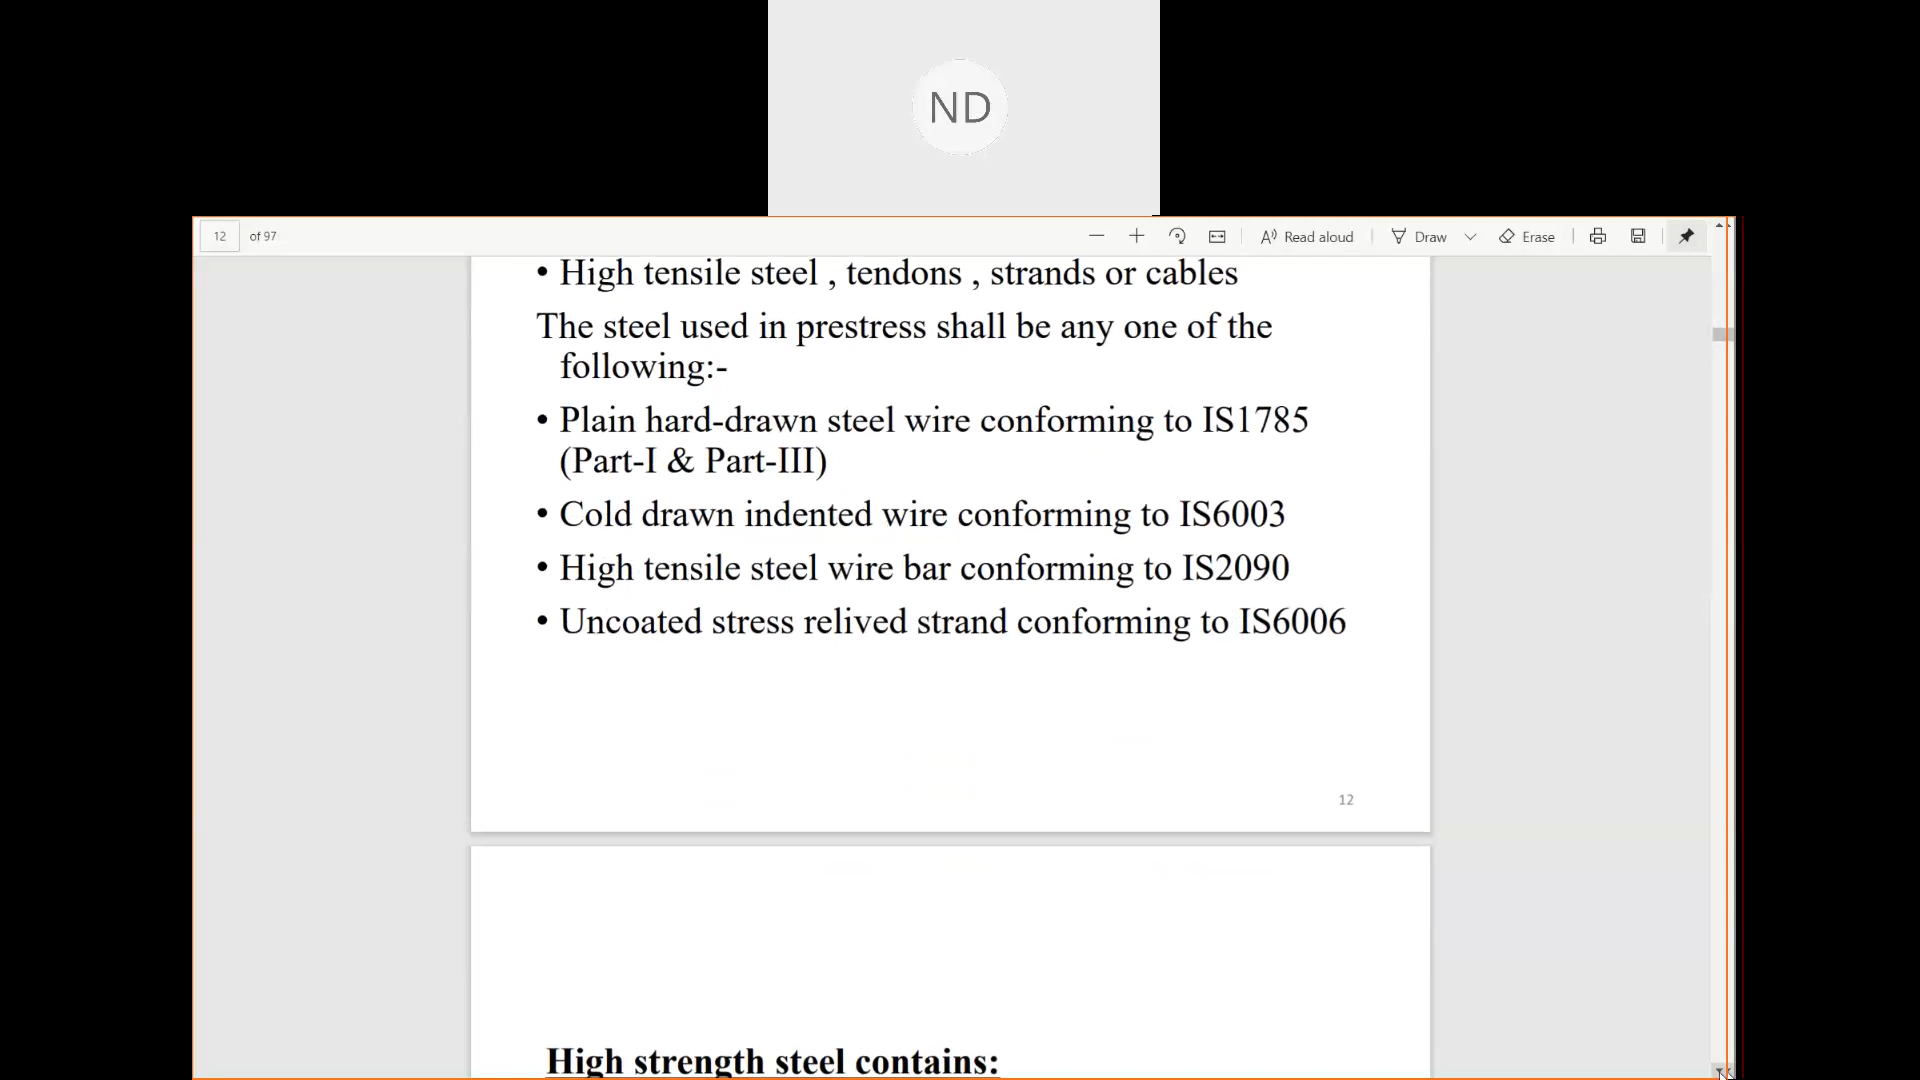 ND
12 of 97
Read aloud Draw Erase
• High tensile steel , tendons , strands or cables
The steel used in prestress shall be any one of the
following:-
• Plain hard-drawn steel wire conforming to IS1785
(Part-I & Part-III)
• Cold drawn indented wire conforming to IS6003
• High tensile steel wire bar conforming to IS2090
• Uncoated stress relived strand conforming to IS6006
12
High strength steel contains: